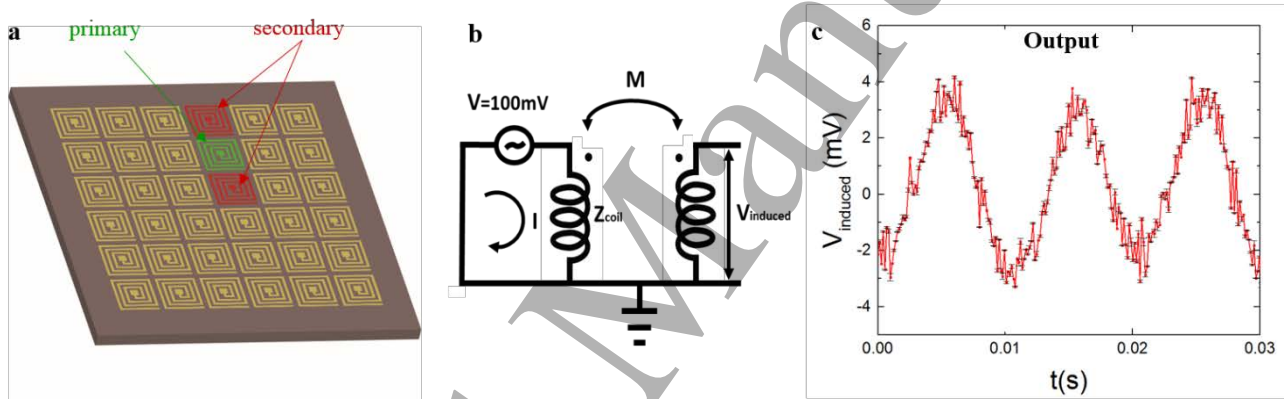 a
primary
secondary
b
V=100mV
M
I
Zcoil
Vinduced
c
Output
Vinduced (mV)
6
4
2
0
-2
-4
0.00
0.01
0.02
0.03
t(s)
Man